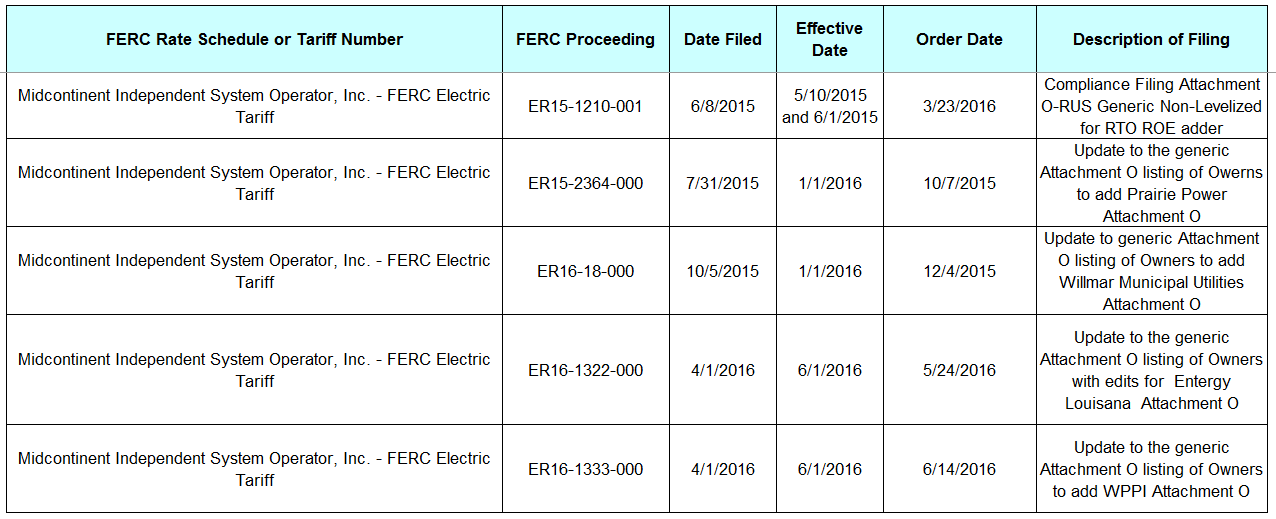 FERC Rate Schedule or Tariff Number
FERC Proceeding
Date Filed
Effective
Date
Order Date
Description of Filing
Midcontinent Independent System Operator, Inc. - FERC Electric
Tariff
ER15-1210-001
6/8/2015
5/10/2015
and 6/1/2015
3/23/2016
Compliance Filing Attachment
O-RUS Generic Non-Levelized
for RTO ROE adder
Midcontinent Independent System Operator, Inc. - FERC Electric
Tariff
ER15-2364-000
7/31/2015
1/1/2016
10/7/2015
Update to the generic
Attachment O listing of Owerns
to add Prairie Power
Attachment O
Midcontinent Independent System Operator, Inc. - FERC Electric
Tariff
ER16-18-000
10/5/2015
1/1/2016
12/4/2015
Update to generic Attachment
O listing of Owners to add
Willmar Municipal Utilities
Attachment O
Midcontinent Independent System Operator, Inc. - FERC Electric
Tariff
ER16-1322-000
4/1/2016
6/1/2016
5/24/2016
Update to the generic
Attachment O listing of Owners
with edits for  Entergy
Louisana  Attachment O
Midcontinent Independent System Operator, Inc. - FERC Electric
Tariff
ER16-1333-000
4/1/2016
6/1/2016
6/14/2016
Update to the generic
Attachment O listing of Owners
to add WPPI Attachment O